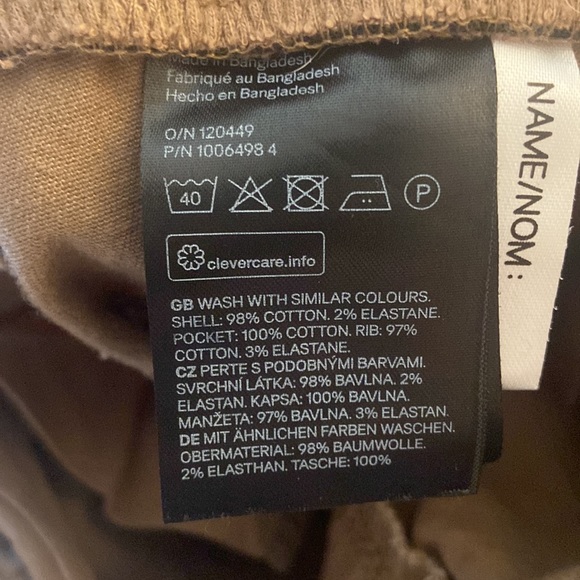 Made in Bangladesh
Fabriqué au Bangladesh
Hecho en Bangladesh
O/N 120449
P/N 1006498 4
40
P
clevercare.info
GB WASH WITH SIMILAR COLOURS.
SHELL: 98% COTTON. 2% ELASTANE.
POCKET: 100% COTTON. RIB: 97%
COTTON. 3% ELASTANE.
CZ PERTE S PODOBNÝMI BARVAMI.
SVRCHNÍ LÁTKA: 98% BAVLNA. 2%
ELASTAN. KAPSA: 100% BAVLNA.
MANŽETA: 97% BAVLNA. 3% ELASTAN.
DE MIT ÄHNLICHEN FARBEN WASCHEN.
OBERMATERIAL: 98% BAUMWOLLE.
2% ELASTHAN. TASCHE: 100%
NAME/NOM: